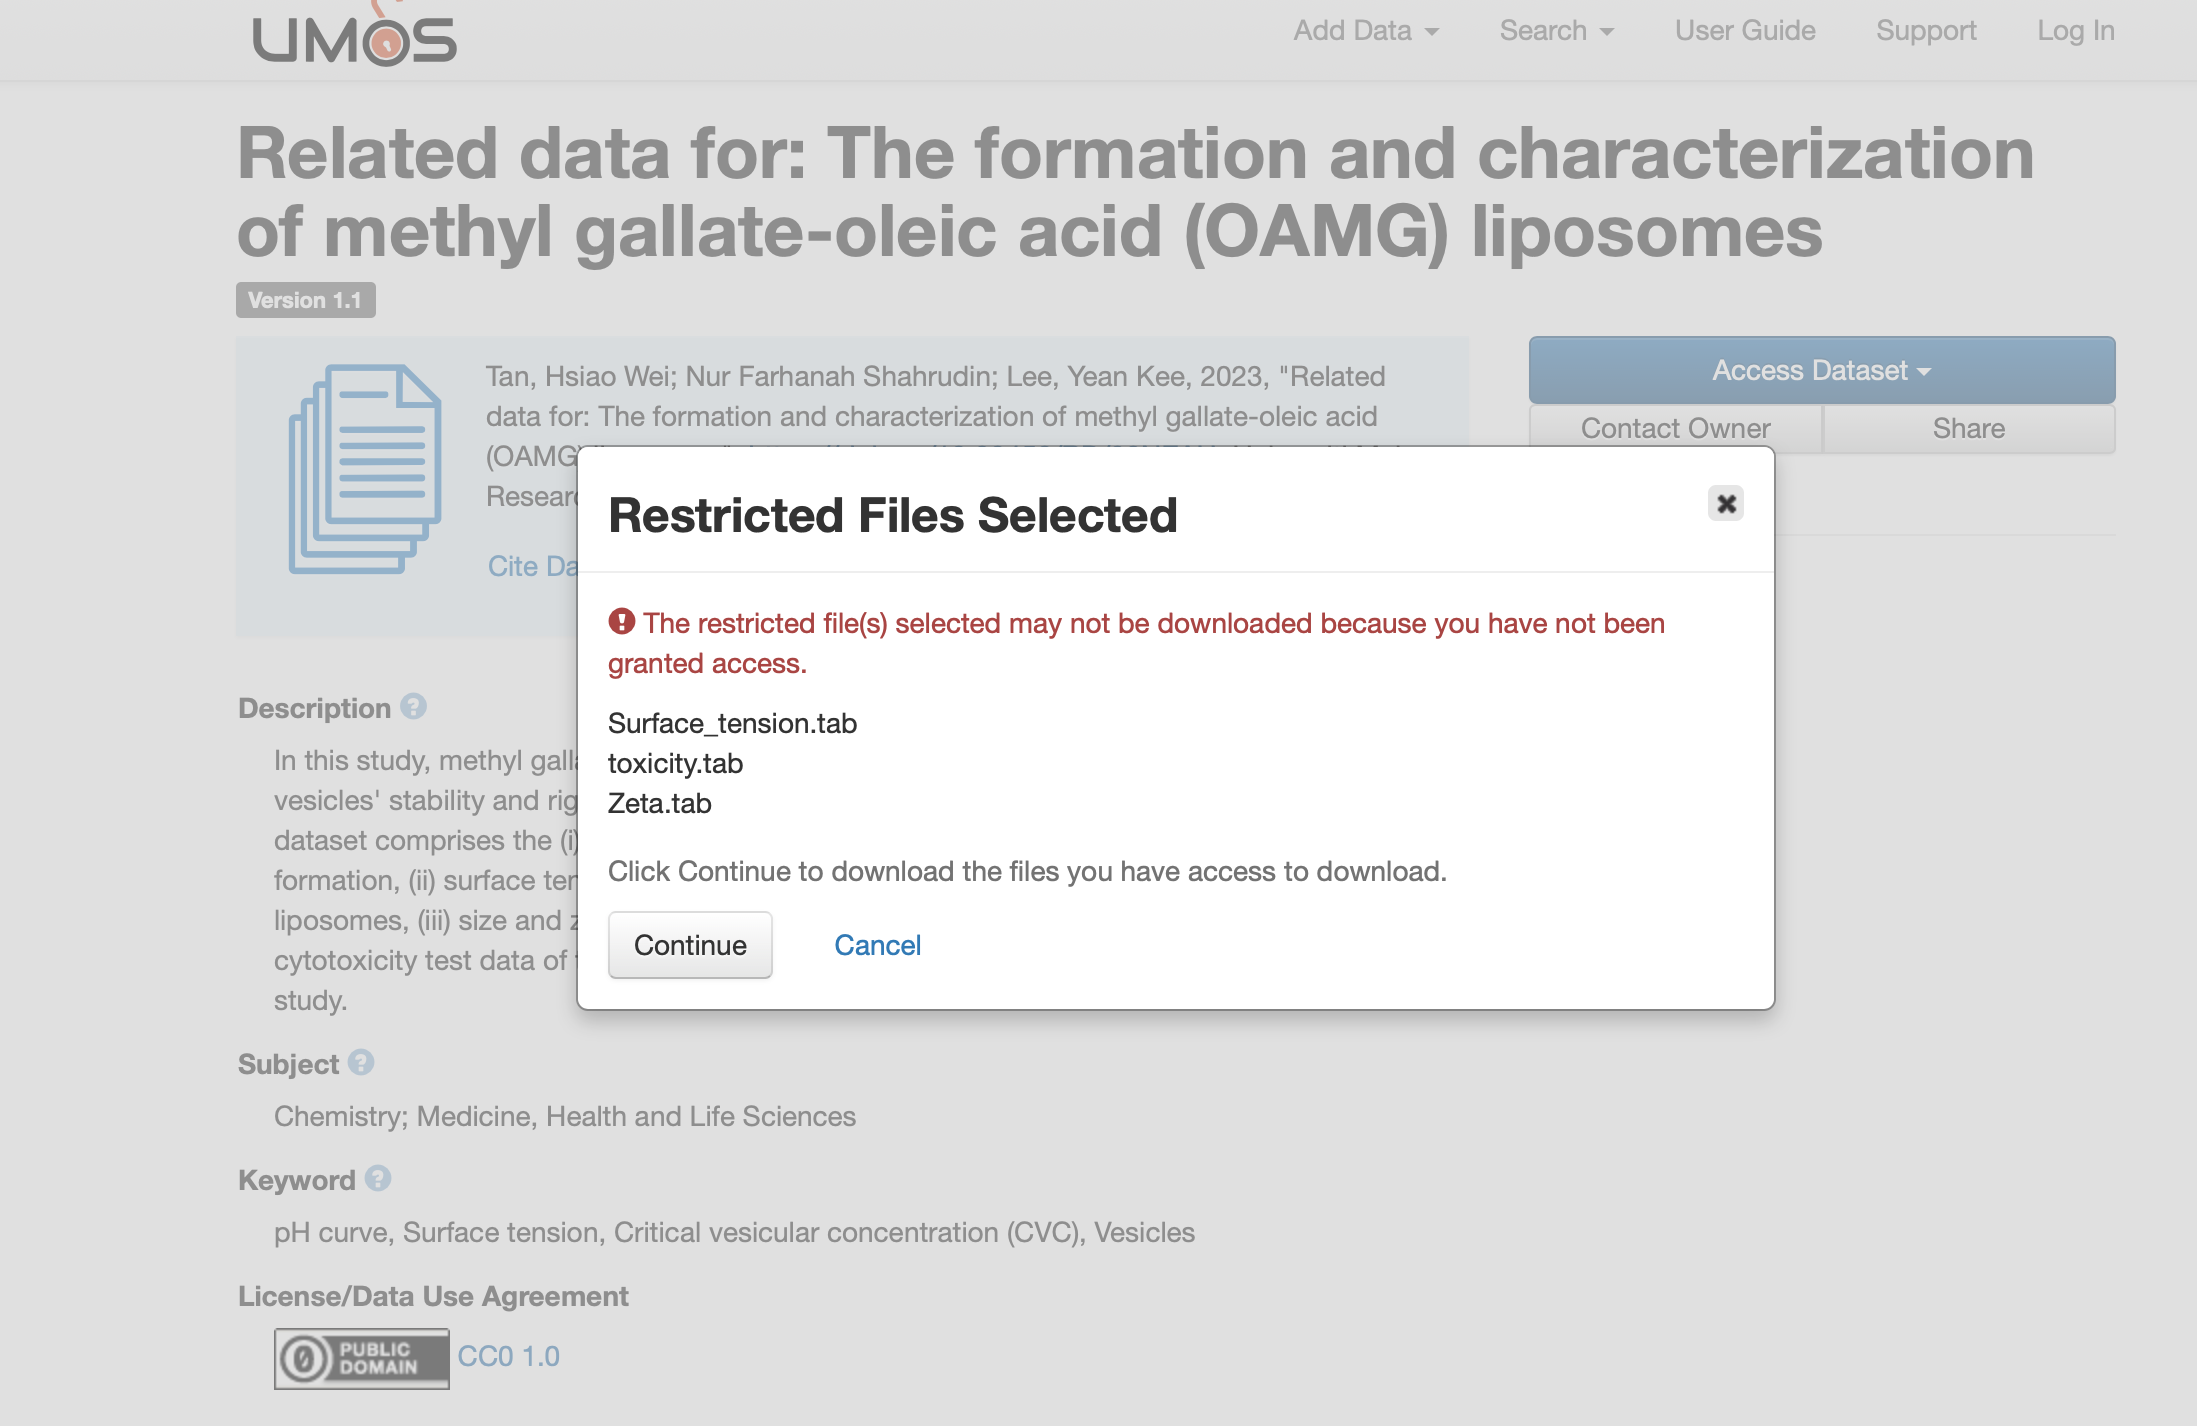 UMOS
Add Data
Search
User Guide
Support
Log In
Related data for: The formation and characterization
of methyl gallate-oleic acid (OAMG) liposomes
Version 1.1
Tan, Hsiao Wei; Nur Farhanah Shahrudin; Lee, Yean Kee, 2023, "Related
data for: The formation and characterization of methyl gallate-oleic acid
(OAMG)
Resear
Cite Da
Access Dataset
Contact Owner
Share
Restricted Files Selected
The restricted file(s) selected may not be downloaded because you have not been
granted access.
Surface_tension.tab
toxicity.tab
Zeta.tab
Click Continue to download the files you have access to download.
Continue
Cancel
Description
In this study, methyl gall
vesicles' stability and rig
dataset comprises the (i)
formation, (ii) surface ten
liposomes, (iii) size and z
cytotoxicity test data of
study.
Subject
Chemistry; Medicine, Health and Life Sciences
Keyword
pH curve, Surface tension, Critical vesicular concentration (CVC), Vesicles
License/Data Use Agreement
PUBLIC
DOMAIN
CC0 1.0